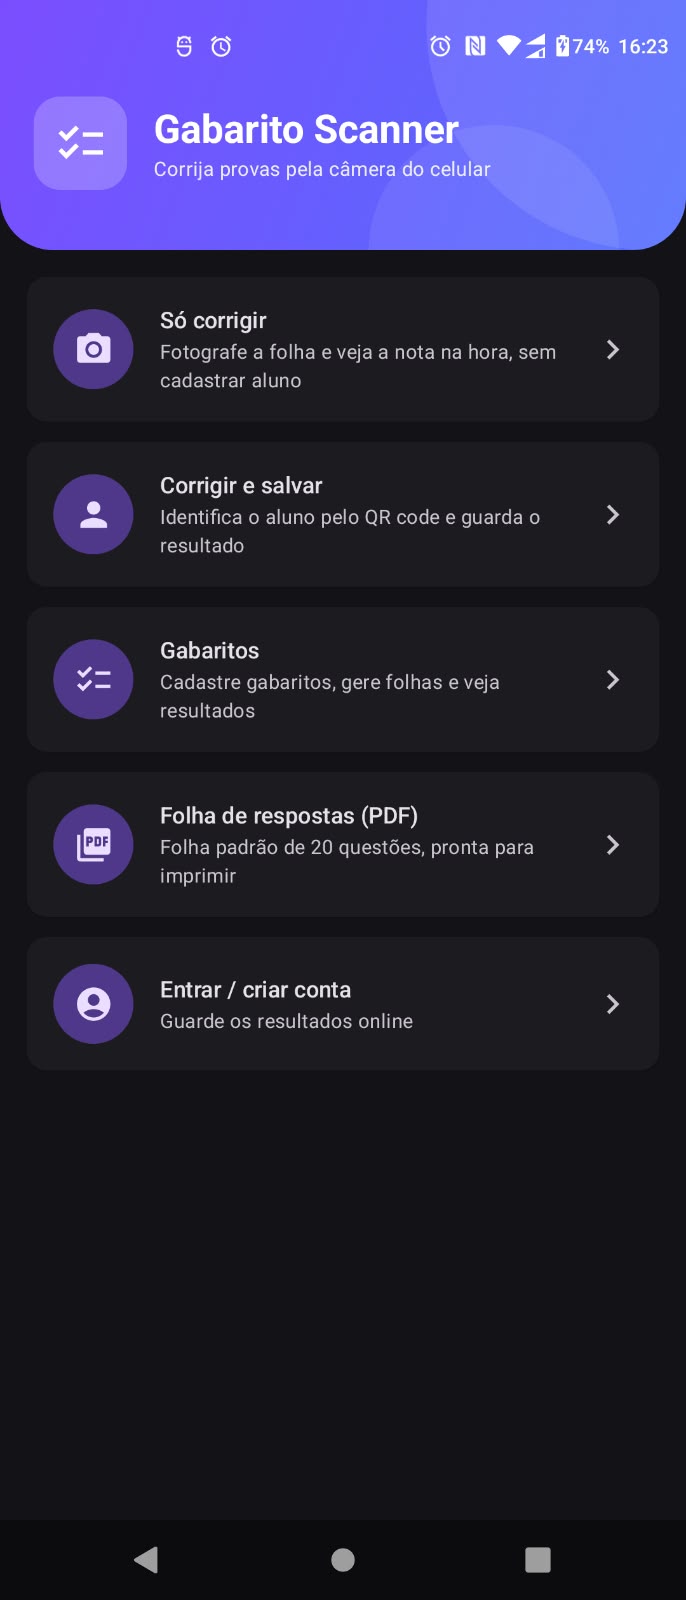 74% 16:23
Gabarito Scanner
Corrija provas pela câmera do celular
Só corrigir
Fotografe a folha e veja a nota na hora, sem
cadastrar aluno
Corrigir e salvar
Identifica o aluno pelo QR code e guarda o
resultado
Gabaritos
Cadastre gabaritos, gere folhas e veja
resultados
PDF
Folha de respostas (PDF)
Folha padrão de 20 questões, pronta para
imprimir
Entrar / criar conta
Guarde os resultados online